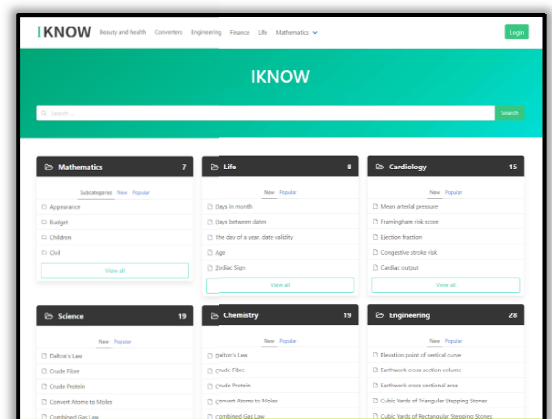 IKNOW Beauty and health Converters Engineering Finance Life Mathematics Login
IKNOW
Search ... Search
Mathematics 7
Subcategories New Popular
Appearance
Budget
Children
Civil
View all
Life 8
New Popular
Days in month
Days between dates
The day of a year, date validity
Age
Zodiac Sign
View all
Cardiology 15
New Popular
Mean arterial pressure
Framingham risk score
Ejection fraction
Congestive stroke risk
Cardiac output
View all
Science 19
New Popular
Dalton's Law
Crude Fibre
Crude Protein
Convert Atoms to Moles
Combined Gas Law
Chemistry 19
New Popular
Dalton's Law
Crude Fibre
Crude Protein
Convert Atoms to Moles
Combined Gas Law
Engineering 28
New Popular
Elevation point of vertical curve
Earthwork cross section volume
Earthwork cross sectional area
Cubic Yards of Triangular Stepping Stones
Cubic Yards of Rectangular Stepping Stones